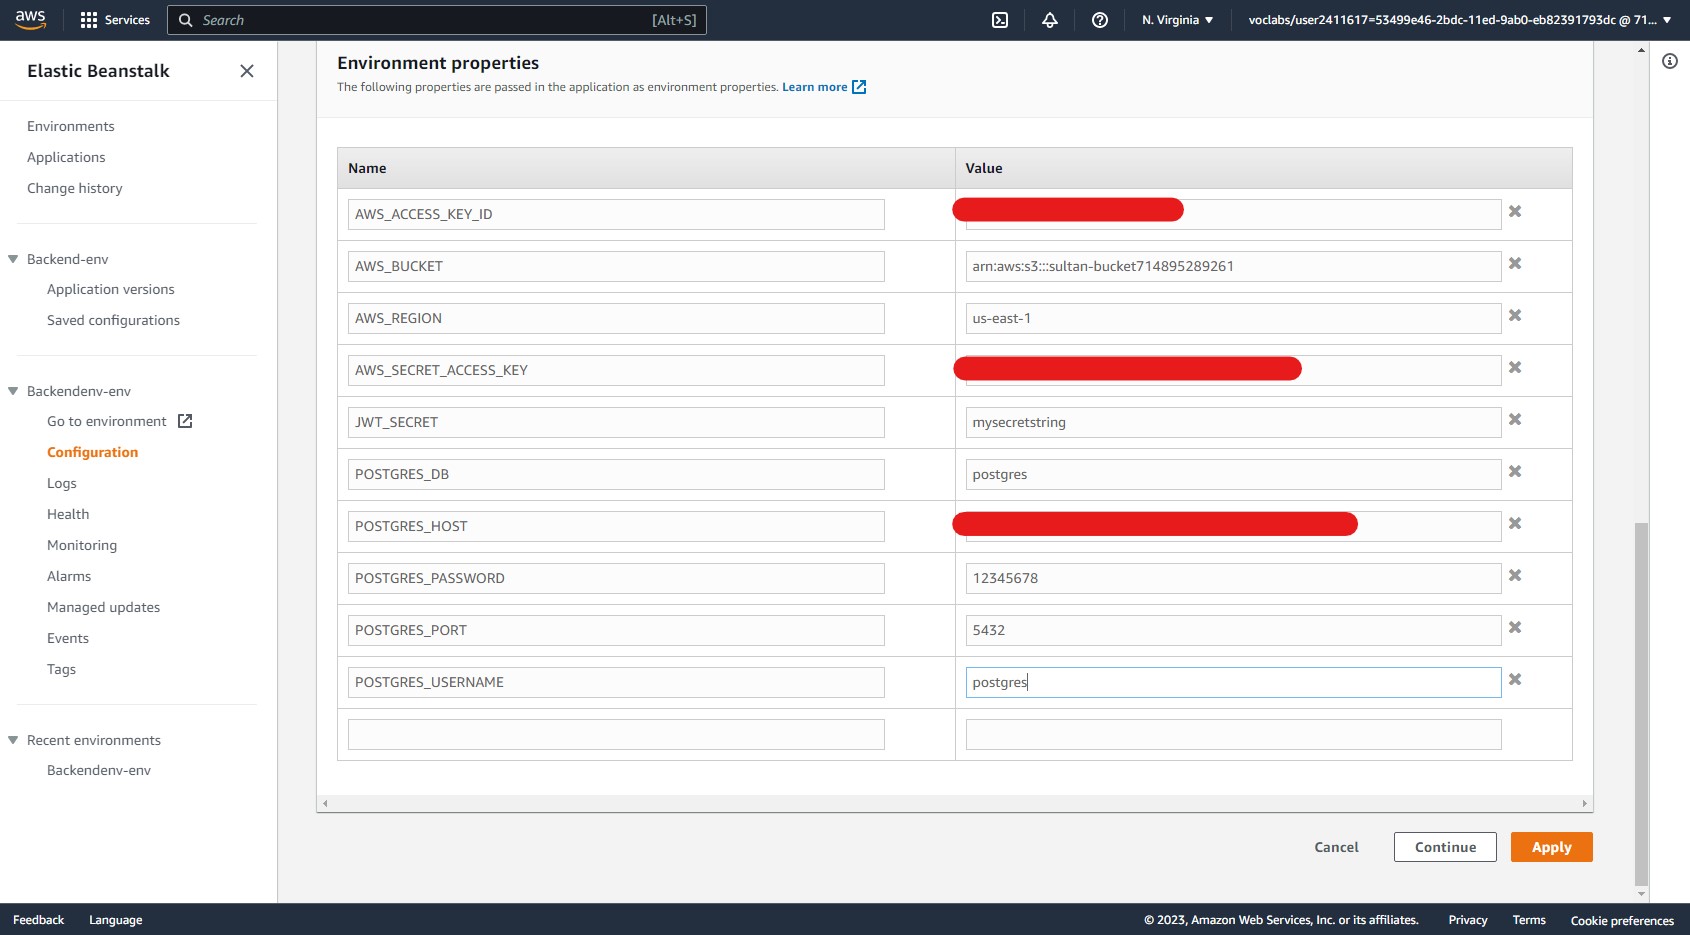 aws
Services
Search
[Alt+S]
N. Virginia
voclabs/user2411617=53499e46-2bdc-11ed-9ab0-eb82391793dc @ 71...
Elastic Beanstalk
Environments
Applications
Change history
Backend-env
Application versions
Saved configurations
Backendenv-env
Go to environment
Configuration
Logs
Health
Monitoring
Alarms
Managed updates
Events
Tags
Recent environments
Backendenv-env
Environment properties
The following properties are passed in the application as environment properties. Learn more
Name Value
AWS_ACCESS_KEY_ID
AWS_BUCKET arn:aws:s3:::sultan-bucket714895289261
AWS_REGION us-east-1
AWS_SECRET_ACCESS_KEY
JWT_SECRET mysecretstring
POSTGRES_DB postgres
POSTGRES_HOST
POSTGRES_PASSWORD 12345678
POSTGRES_PORT 5432
POSTGRES_USERNAME postgres
Cancel Continue Apply
Feedback Language © 2023, Amazon Web Services, Inc. or its affiliates. Privacy Terms Cookie preferences